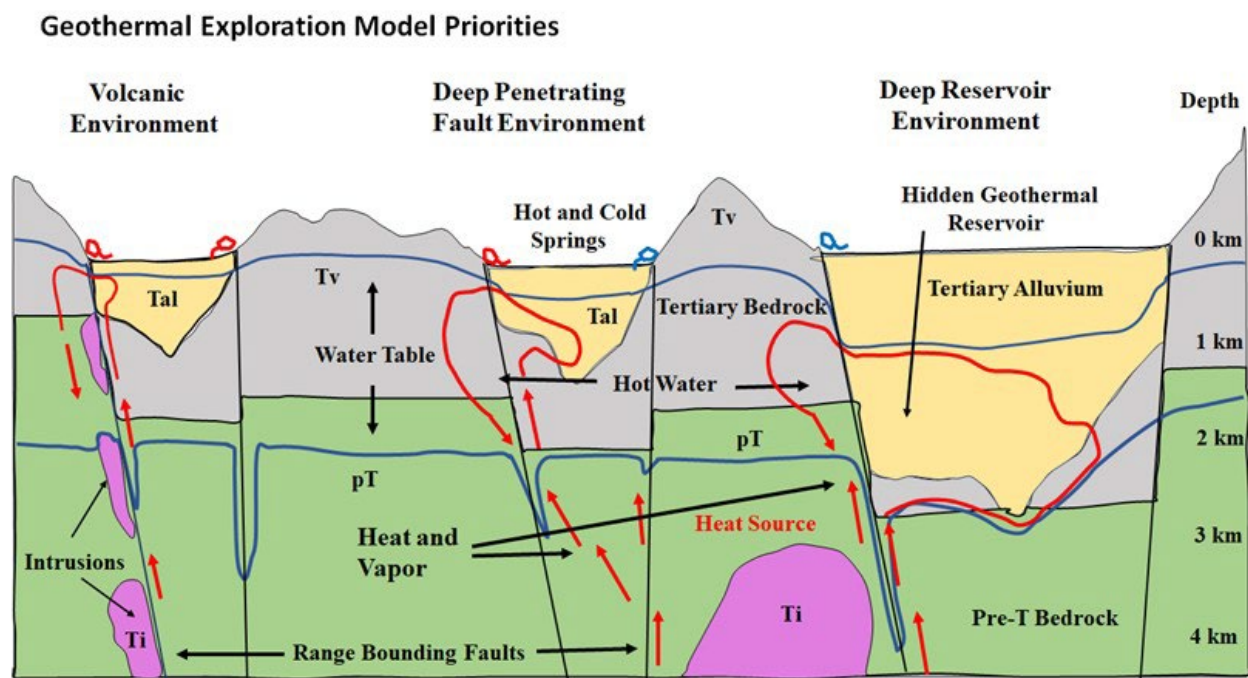 Geothermal Exploration Model Priorities
Volcanic
Environment
Deep Penetrating
Fault Environment
Deep Reservoir
Environment
Depth
Hot and Cold
Springs
Tv
Hidden Geothermal
Reservoir
0 km
Tal
Tv
Tal
Tertiary Bedrock
Tertiary Alluvium
Water Table
Hot Water
1 km
pT
pT
2 km
Heat and
Vapor
Heat Source
3 km
Intrusions
Ti
Ti
Pre-T Bedrock
Range Bounding Faults
4 km